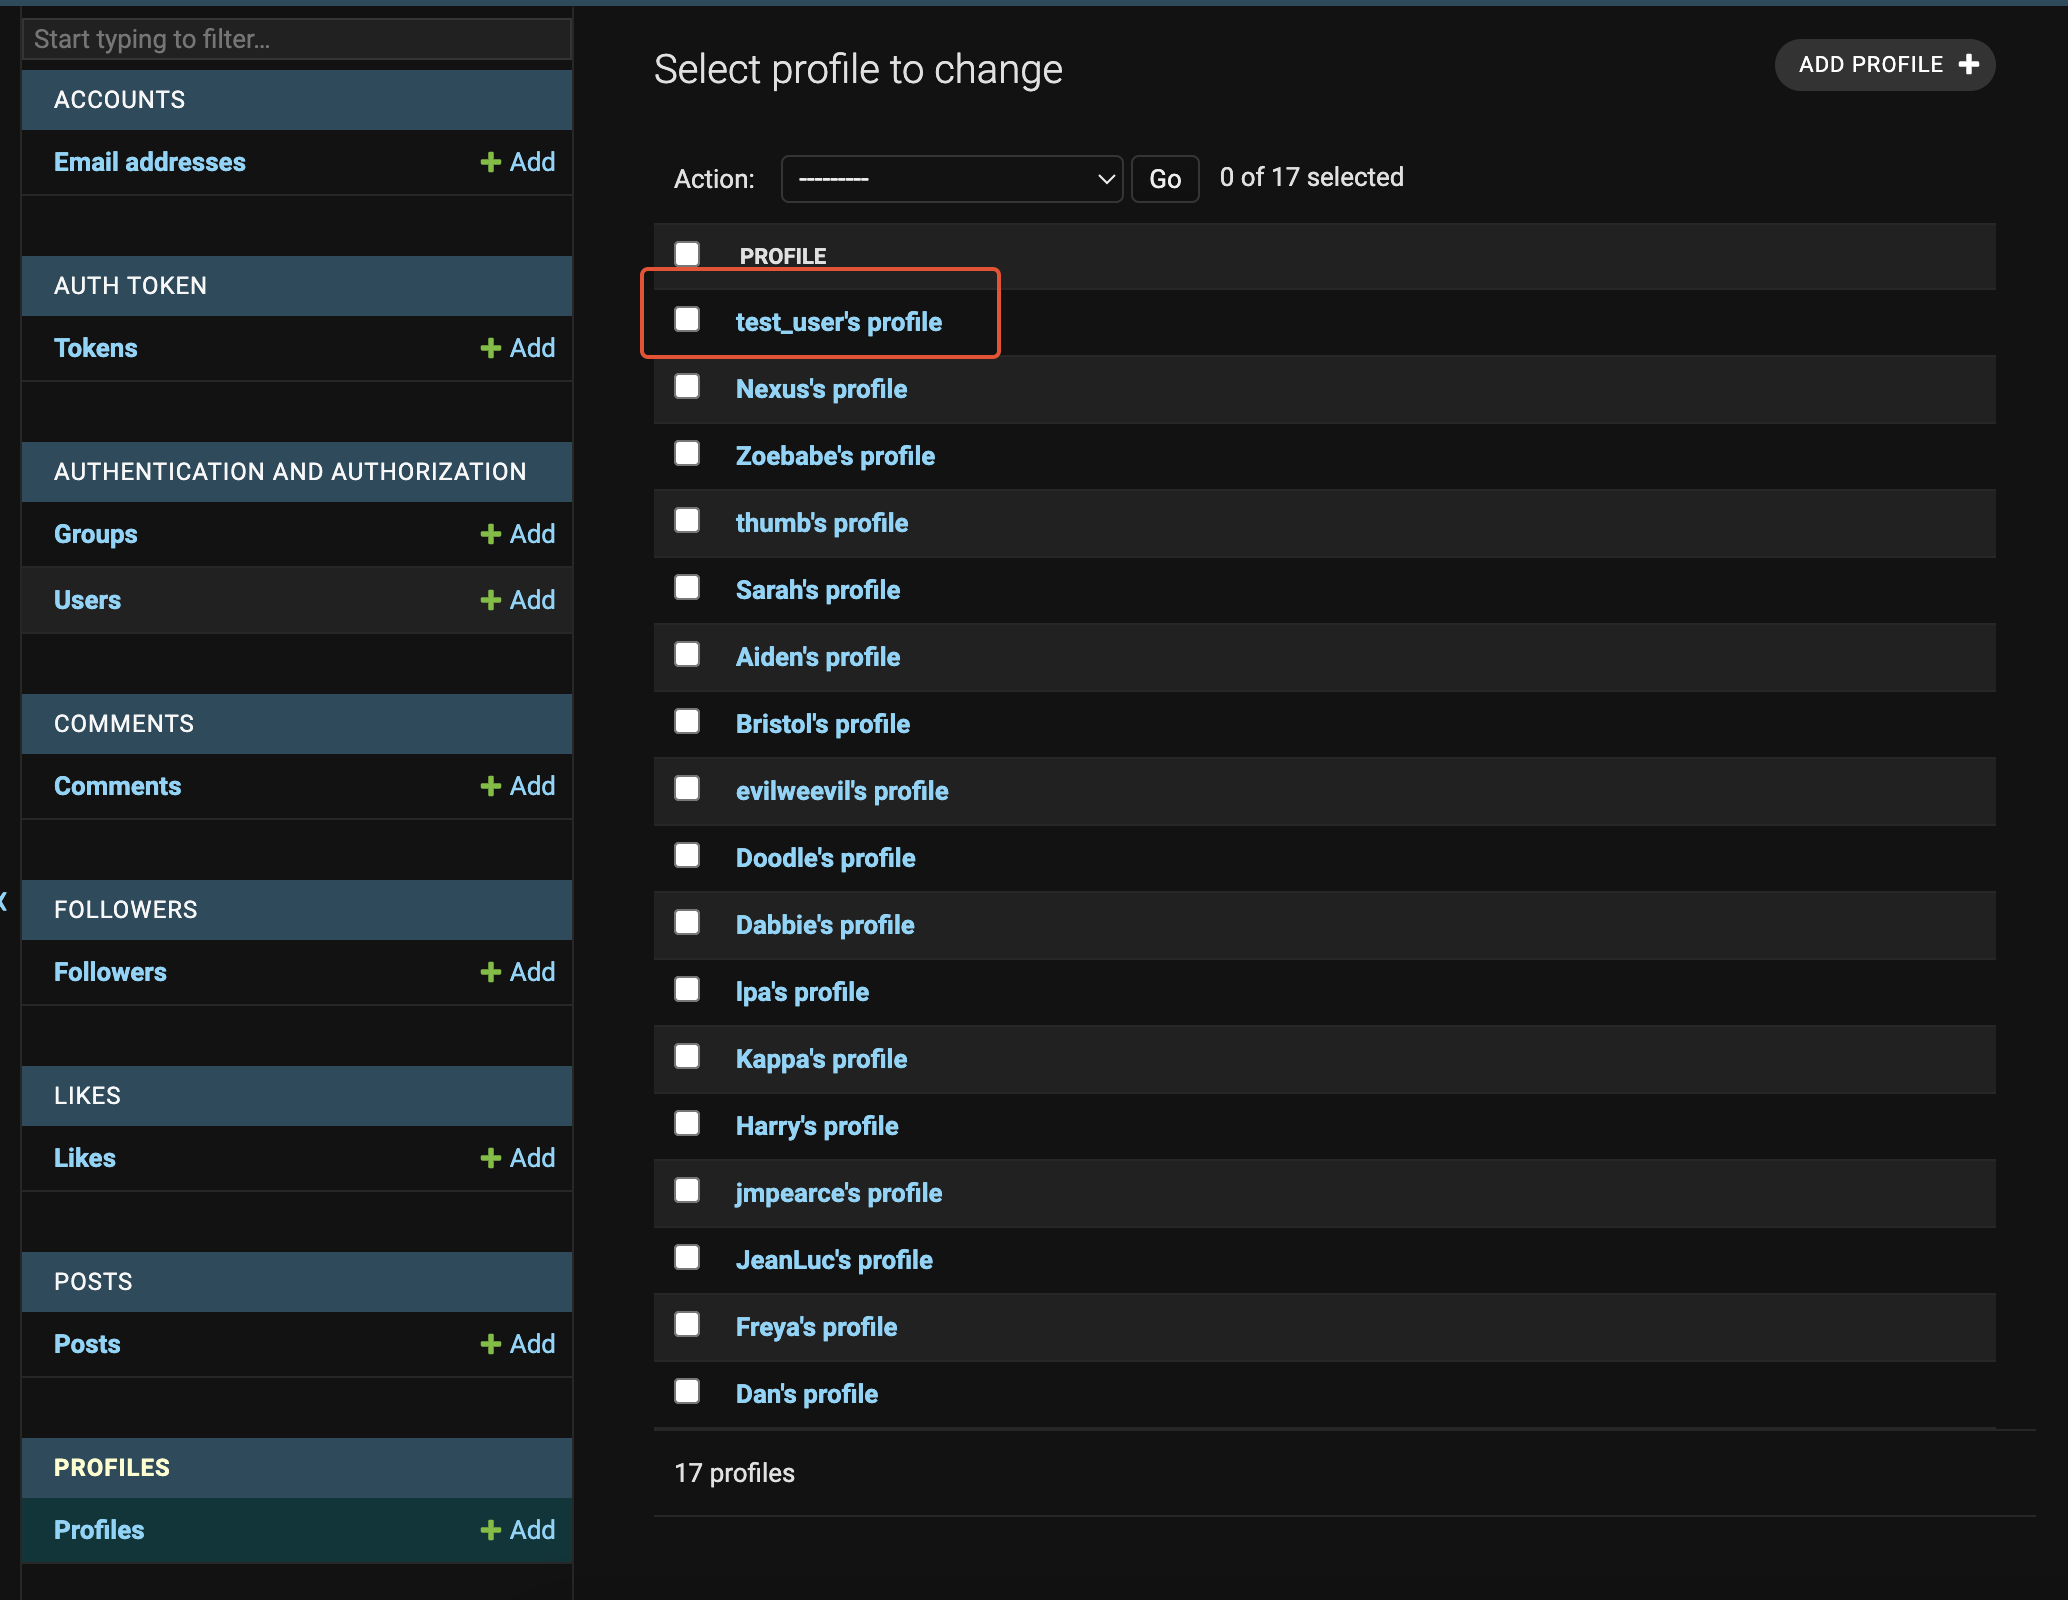 Start typing to filter...
ACCOUNTS
Email addresses + Add
AUTH TOKEN
Tokens + Add
AUTHENTICATION AND AUTHORIZATION
Groups + Add
Users + Add
COMMENTS
Comments + Add
FOLLOWERS
Followers + Add
LIKES
Likes + Add
POSTS
Posts + Add
PROFILES
Profiles + Add
Select profile to change
ADD PROFILE +
Action: --------- Go 0 of 17 selected
PROFILE
test_user's profile
Nexus's profile
Zoebabe's profile
thumb's profile
Sarah's profile
Aiden's profile
Bristol's profile
evilweevil's profile
Doodle's profile
Dabbie's profile
Kappa's profile
Harry's profile
jmpearce's profile
JeanLuc's profile
Freya's profile
Dan's profile
17 profiles